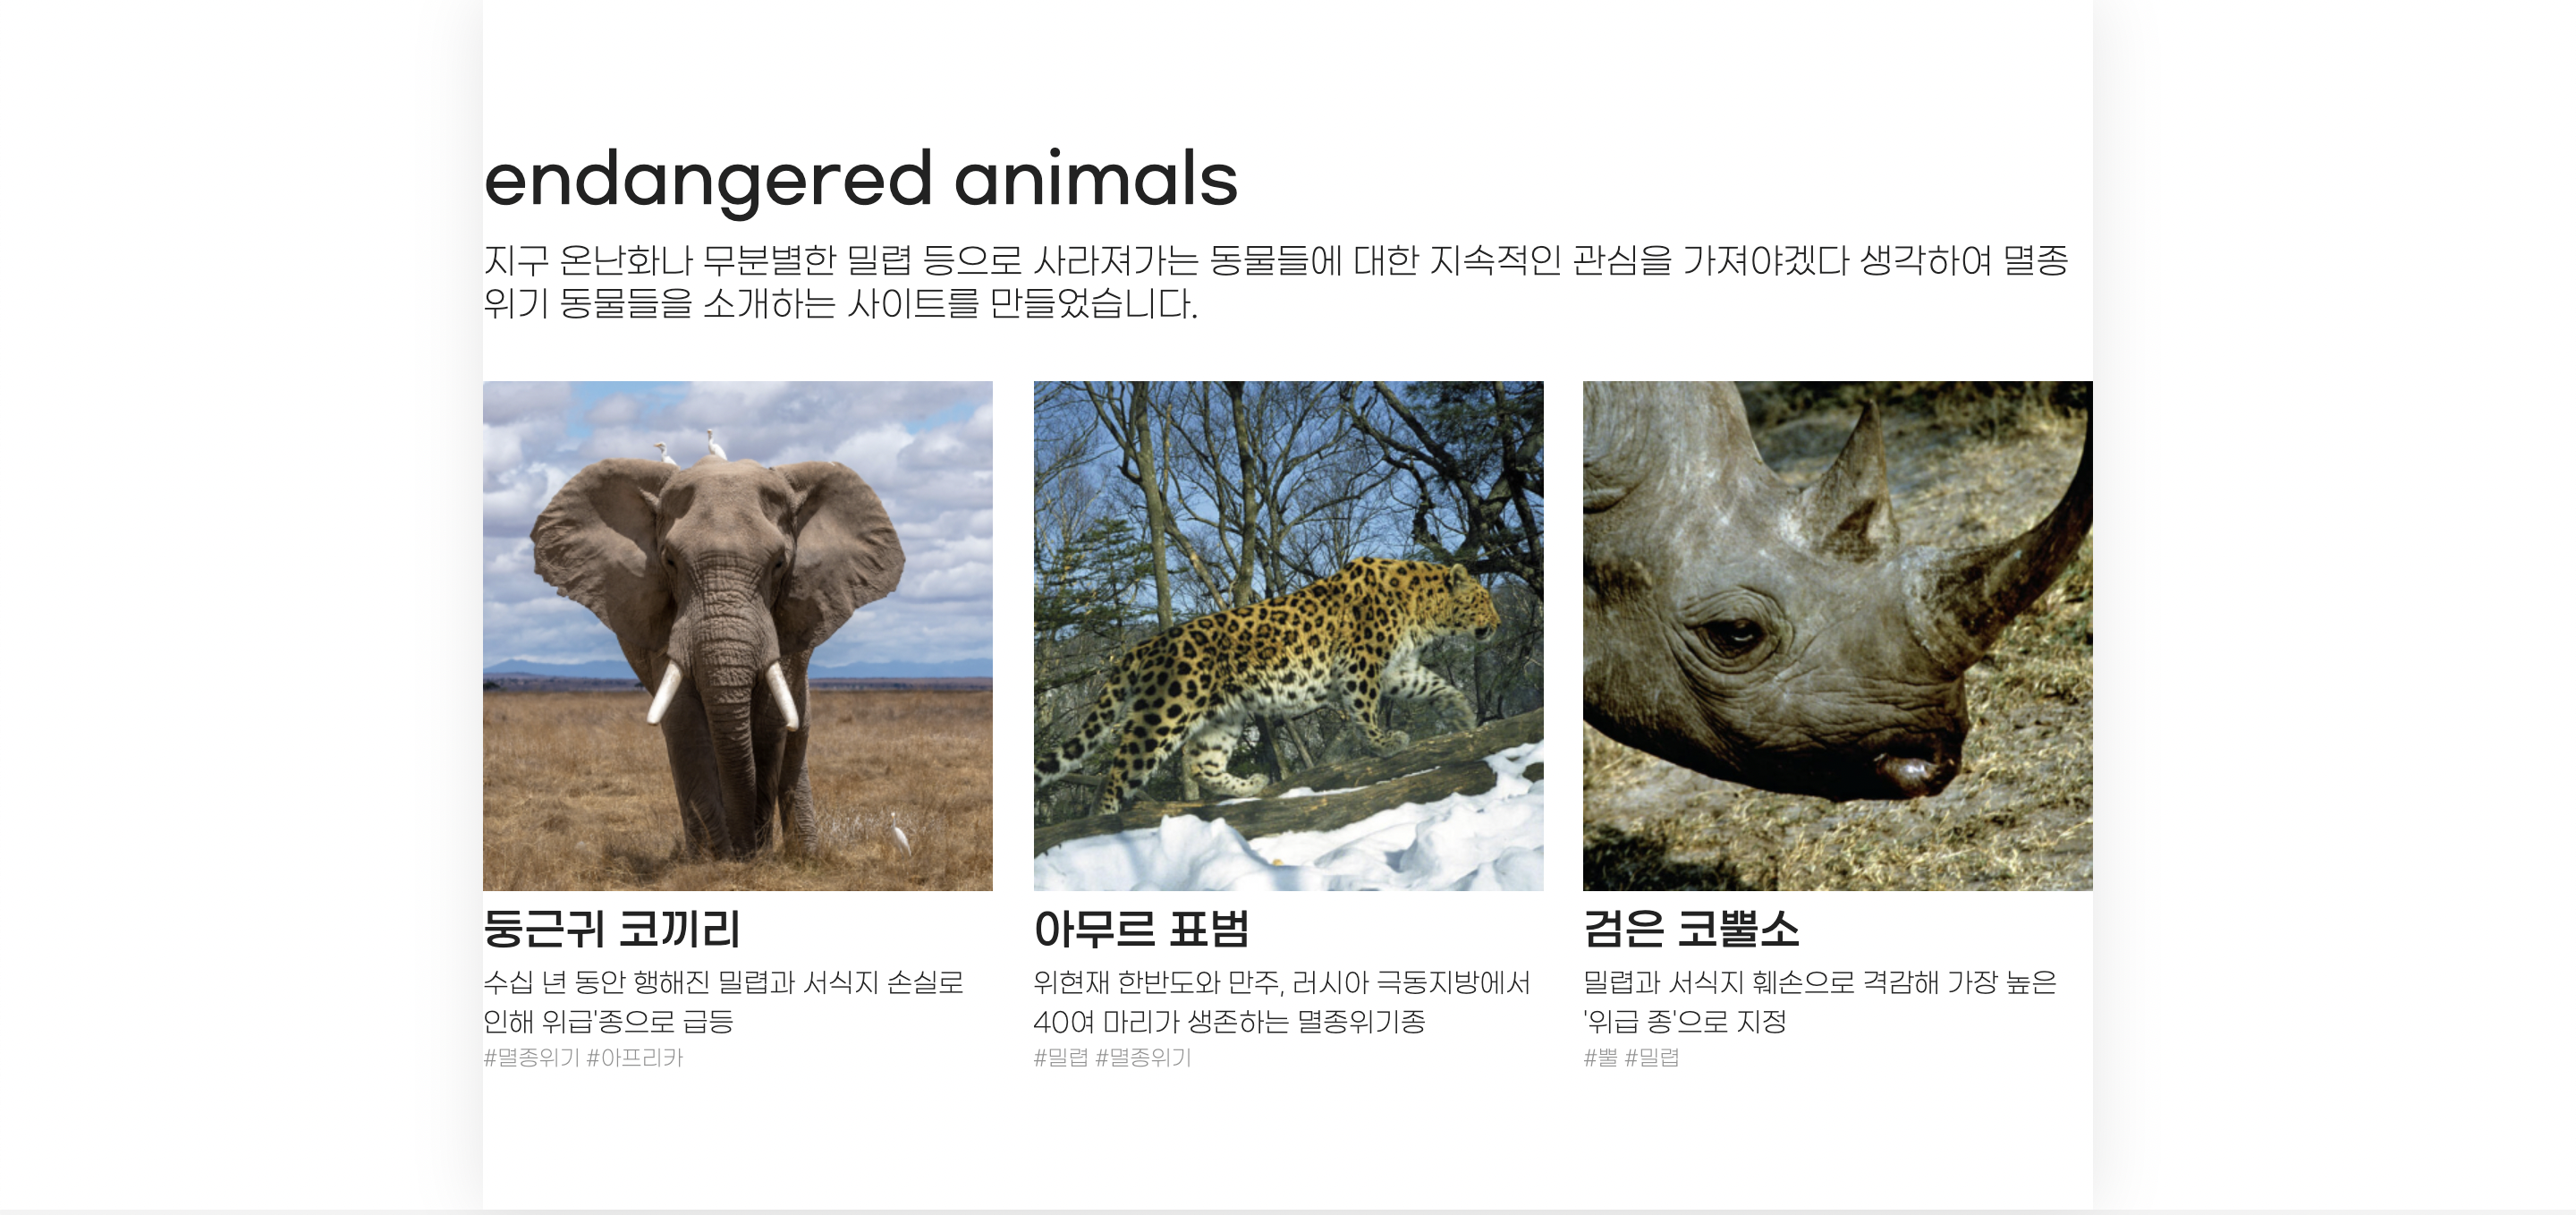 endangered animals
지구 온난화나 무분별한 밀렵 등으로 사라져가는 동물들에 대한 지속적인 관심을 가져야겠다 생각하여 멸종
위기 동물들을 소개하는 사이트를 만들었습니다.
둥근귀 코끼리
수십 년 동안 행해진 밀렵과 서식지 손실로
인해 위급'종으로 급등
#멸종위기 #아프리카
아무르 표범
위현재 한반도와 만주, 러시아 극동지방에서
40여 마리가 생존하는 멸종위기종
#밀렵 #멸종위기
검은 코뿔소
밀렵과 서식지 훼손으로 격감해 가장 높은
'위급 종'으로 지정
#뿔 #밀렵